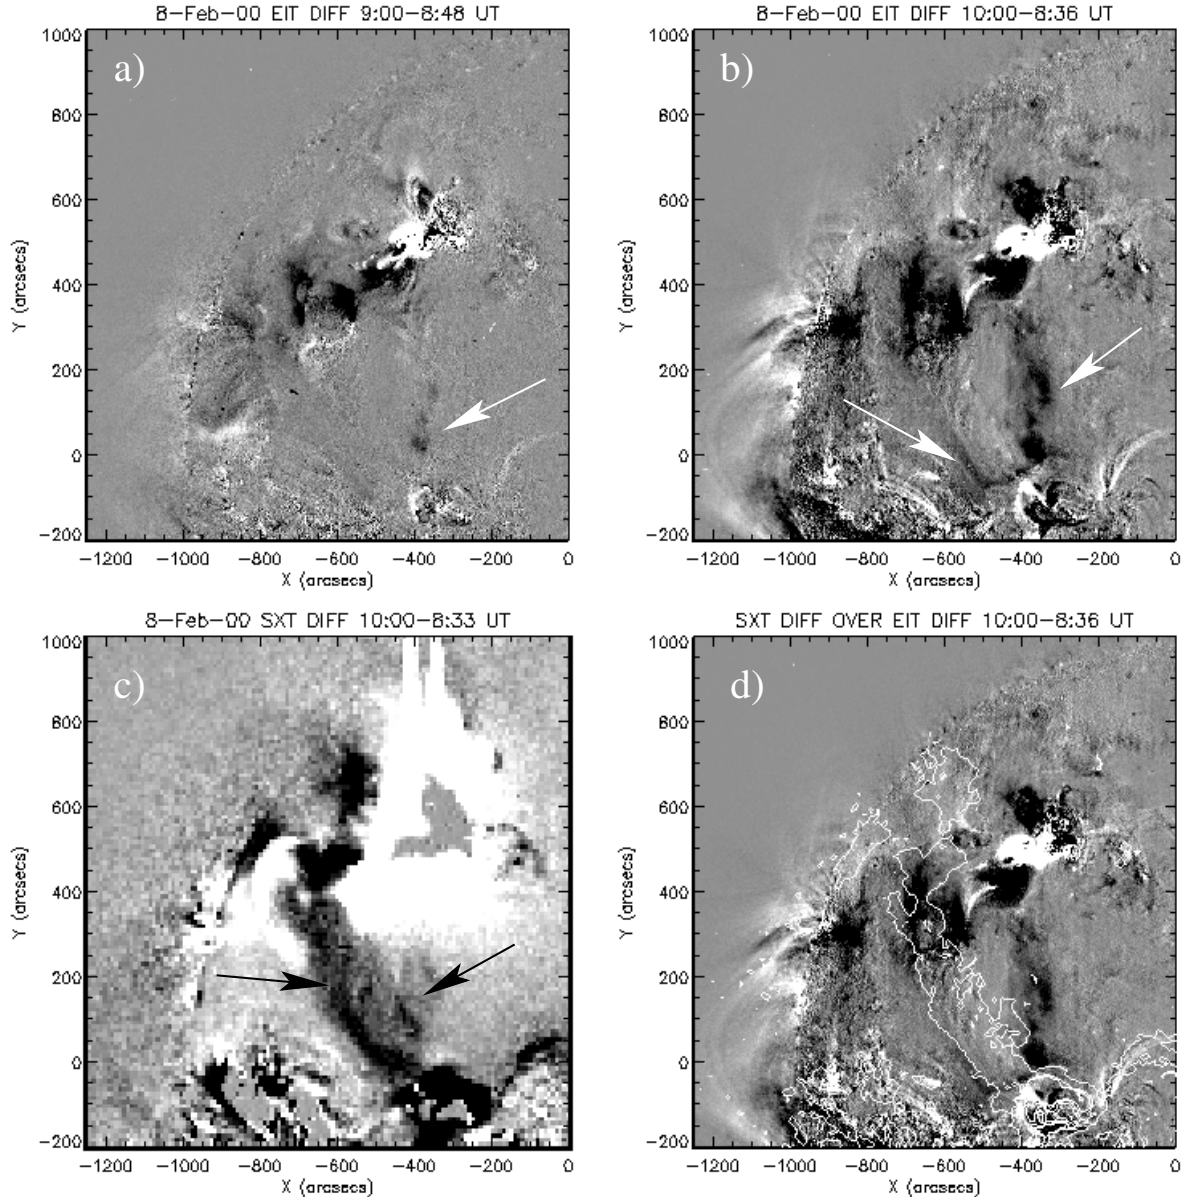 8-Feb-00 EIT DIFF 9:00-8:48 UT
8-Feb-00 EIT DIFF 10:00-8:36 UT
a)
1000
800
600
400
200
0
-200
Y (arcsecs)
-1200 -1000 -800 -600 -400 -200 0
X (arcsecs)
b)
1000
800
600
400
200
0
-200
Y (arcsecs)
-1200 -1000 -800 -600 -400 -200 0
X (arcsecs)
8-Feb-00 SXT DIFF 10:00-8:33 UT
SXT DIFF OVER EIT DIFF 10:00-8:36 UT
c)
1000
800
600
400
200
0
-200
Y (arcsecs)
-1200 -1000 -800 -600 -400 -200 0
X (arcsecs)
d)
1000
800
600
400
200
0
-200
Y (arcsecs)
-1200 -1000 -800 -600 -400 -200 0
X (arcsecs)